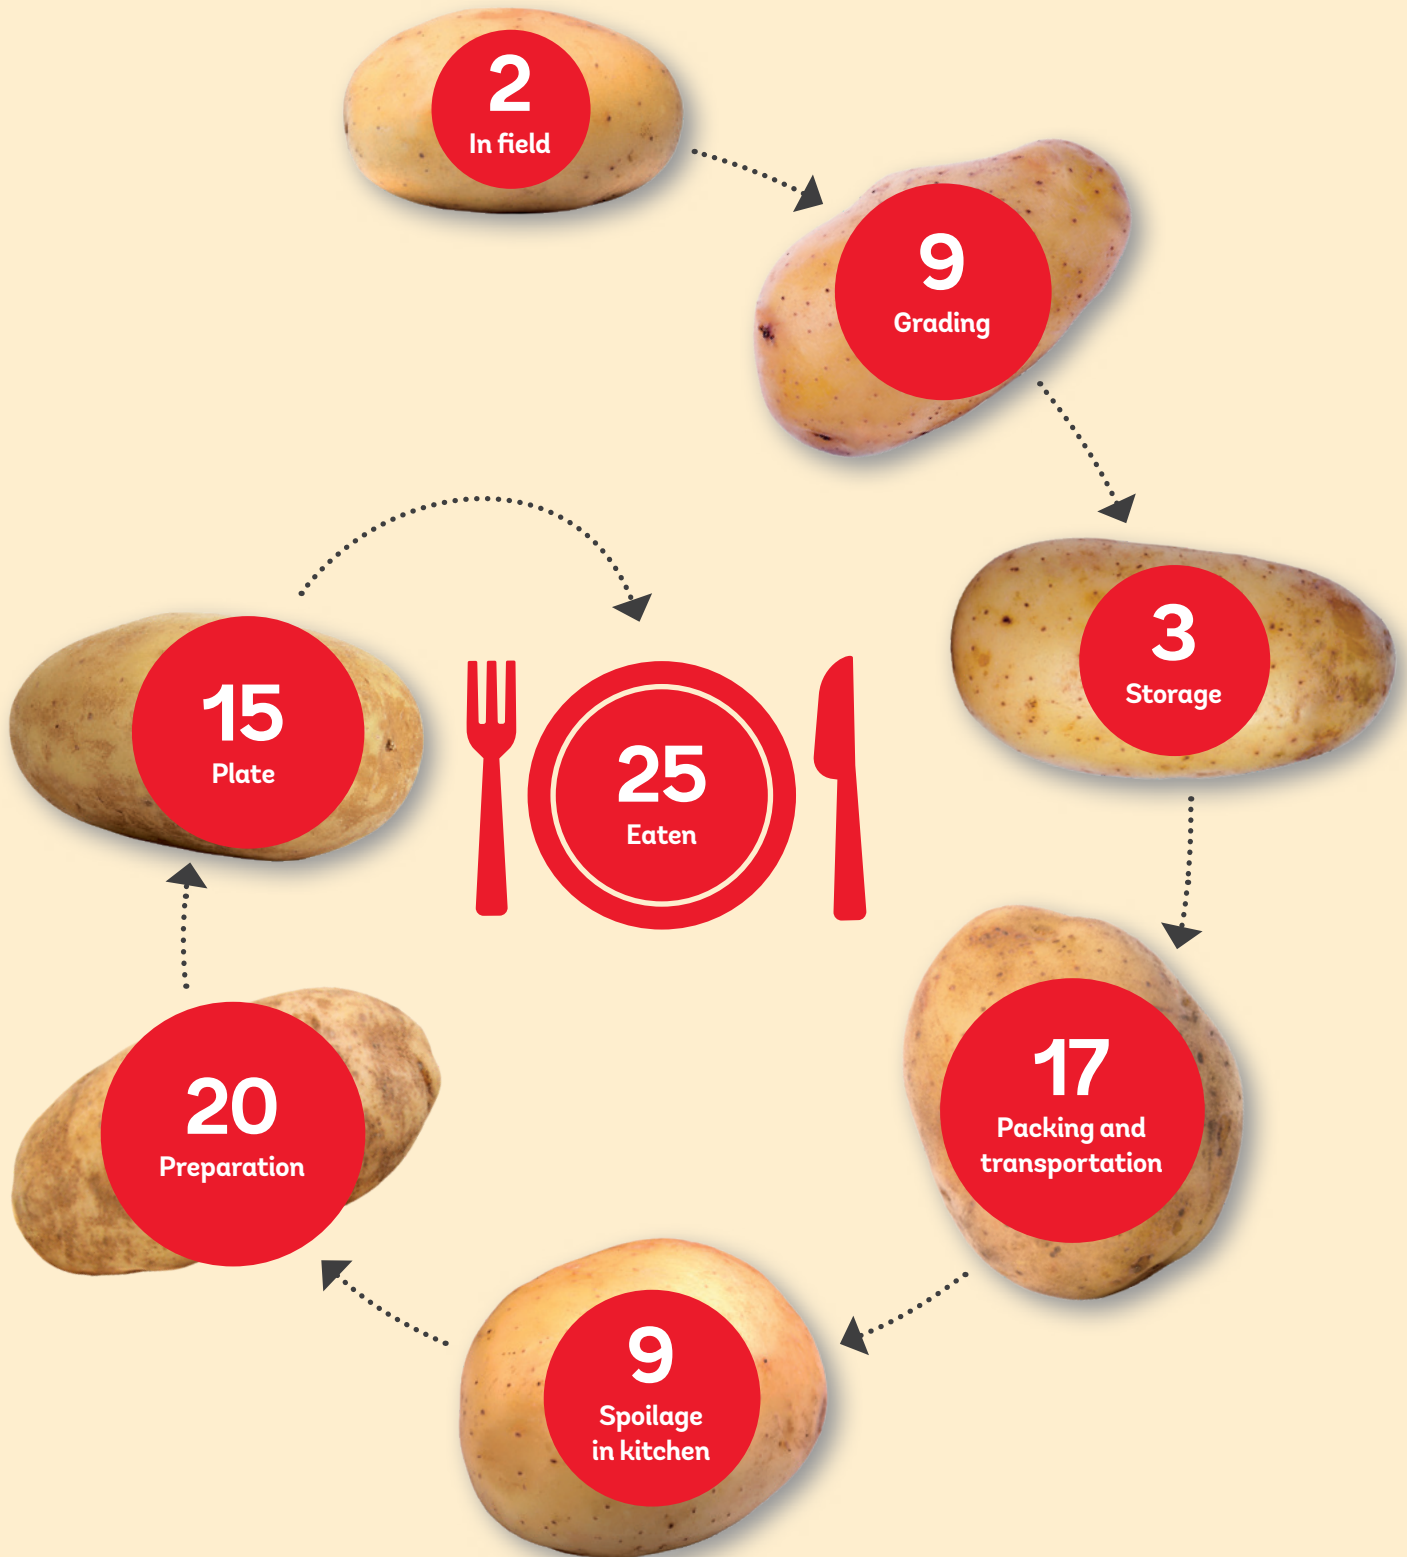 2
In field
9
Grading
3
Storage
17
Packing and
transportation
9
Spoilage
in kitchen
20
Preparation
15
Plate
25
Eaten